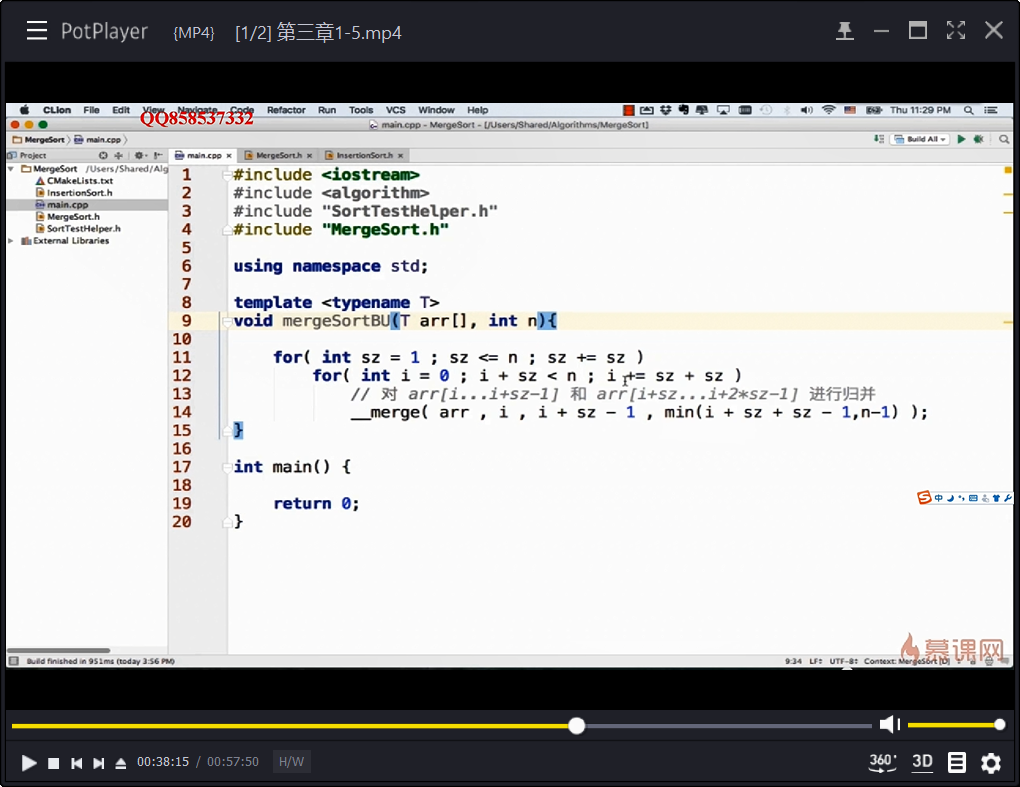 PotPlayer {MP4} [1/2] 第三章1-5.mp4
CLion File Edit View Navigate Code Refactor Run Tools VCS Window Help Thu 11:29 PM
QQ858537332
main.cpp - MergeSort - [/Users/Shared/Algorithms/MergeSort]
MergeSort main.cpp Build All
Project main.cpp MergeSort.h InsertionSort.h
MergeSort /Users/Shared/Alg
CMakeLists.txt
InsertionSort.h
main.cpp
MergeSort.h
SortTestHelper.h
External Libraries
1 #include <iostream>
2 #include <algorithm>
3 #include "SortTestHelper.h"
4 #include "MergeSort.h"
5
6 using namespace std;
7
8 template <typename T>
9 void mergeSortBU(T arr[], int n){
10
11 for( int sz = 1 ; sz <= n ; sz += sz )
12 for( int i = 0 ; i + sz < n ; i += sz + sz )
13 // 对 arr[i...i+sz-1] 和 arr[i+sz...i+2*sz-1] 进行归并
14 __merge( arr , i , i + sz - 1 , min(i + sz + sz - 1,n-1) );
15 }
16
17 int main() {
18
19 return 0;
20 }
中
慕课网
Build finished in 951ms (today 3:56 PM) 9:34 LF÷ UTF-8÷ Context: MergeSort [D]
00:38:15 / 00:57:50 H/W 360° 3D